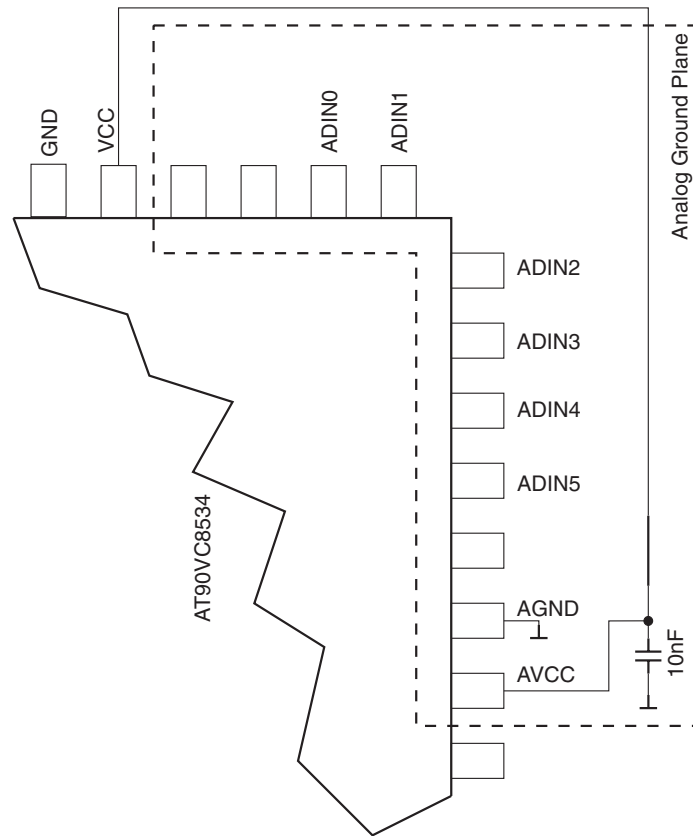 GND
VCC
ADIN0
ADIN1
Analog Ground Plane
ADIN2
ADIN3
ADIN4
ADIN5
AT90VC8534
AGND
AVCC
10nF